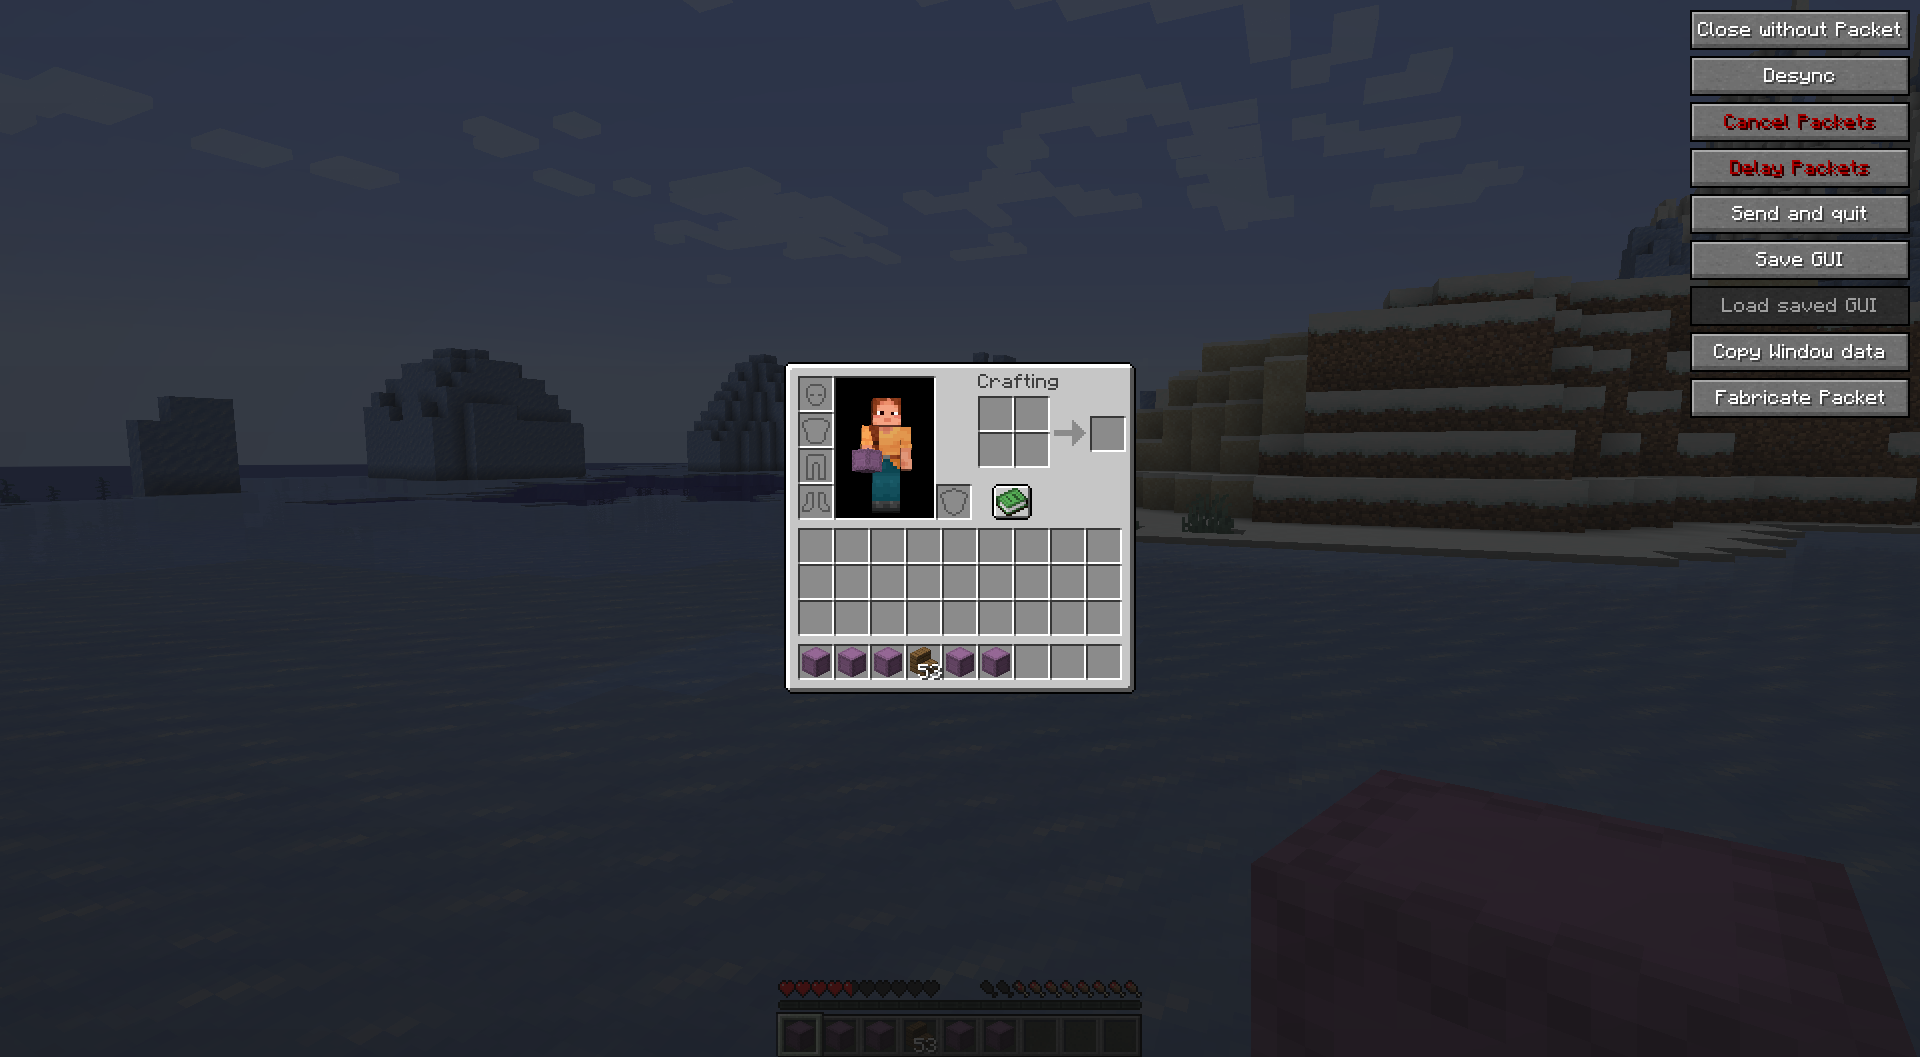 Close without Packet
Desync
Cancel Packets
Delay Packets
Send and quit
Save GUI
Load saved GUI
Copy Window data
Fabricate Packet
Crafting
53
53